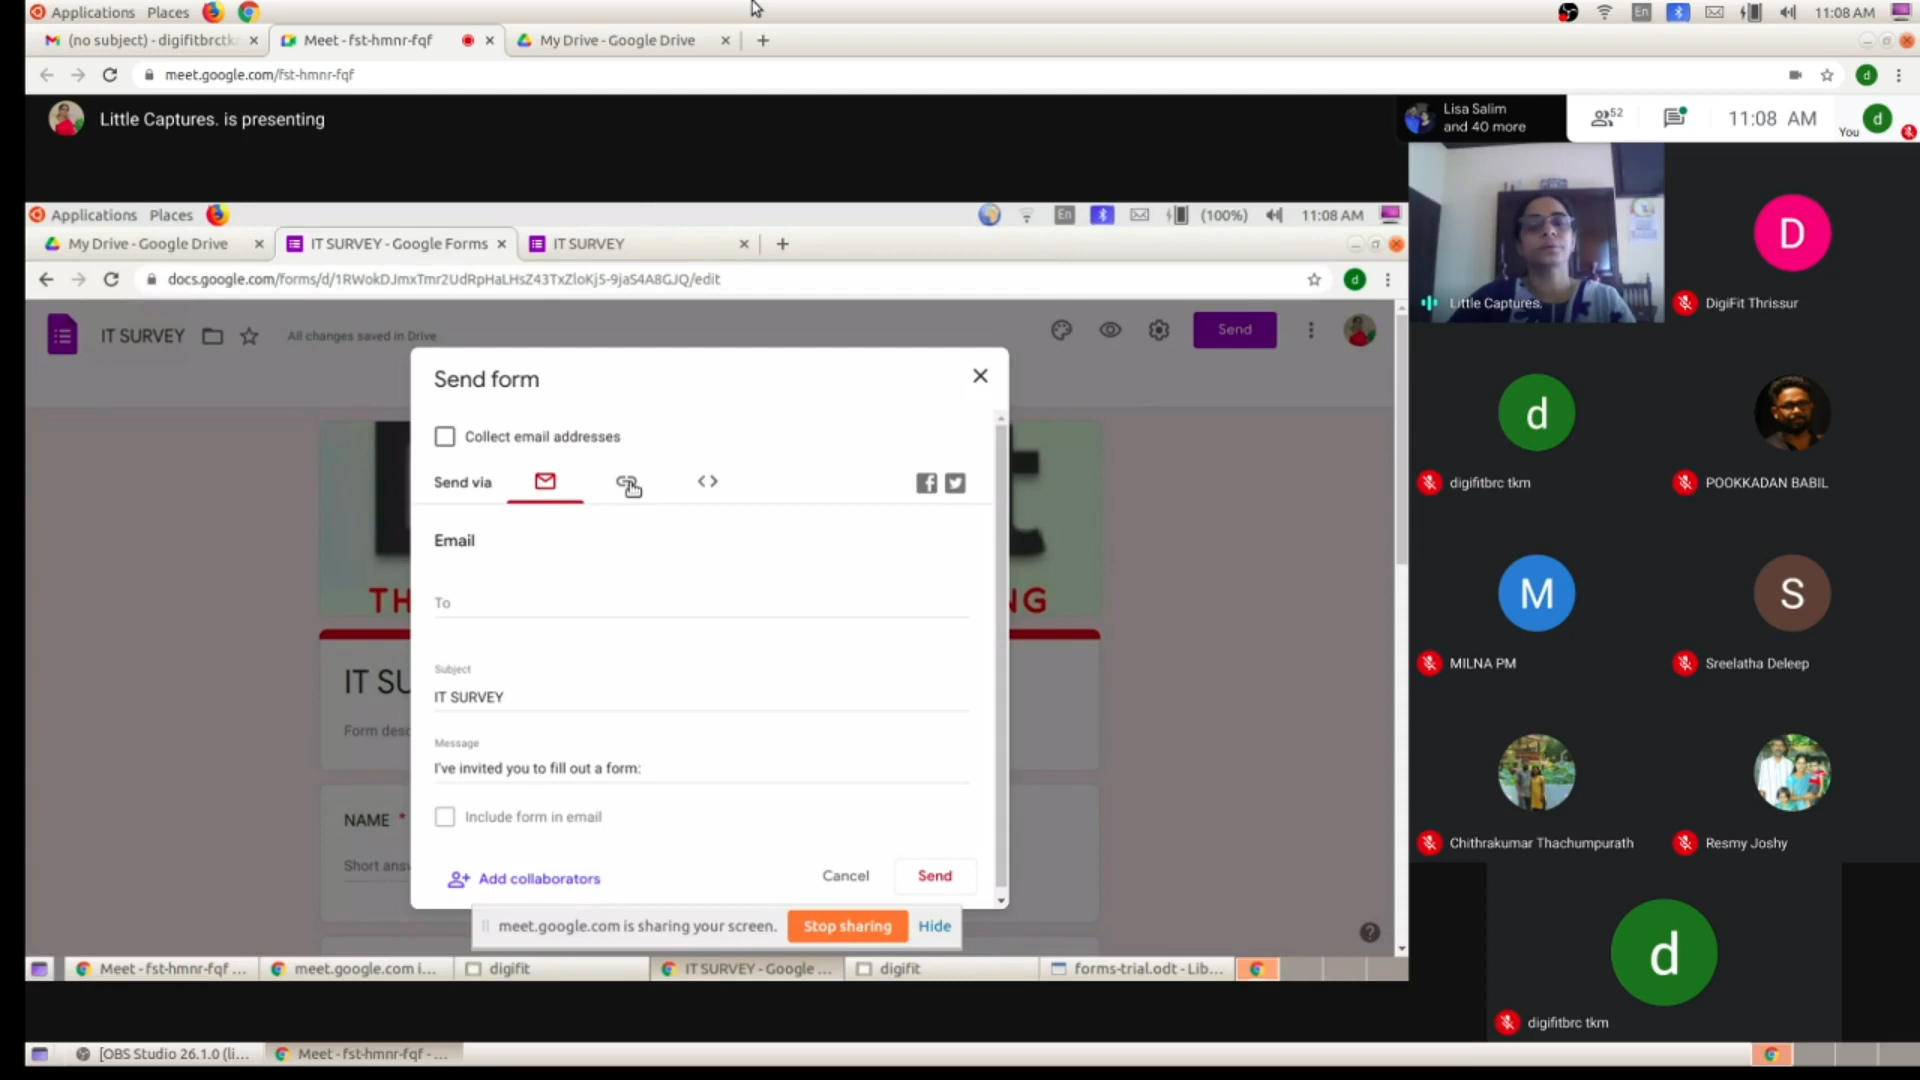 Applications Places En 11:08 AM
(no subject) - digifitbrctk Meet - fst-hmnr-fqf My Drive - Google Drive
meet.google.com/fst-hmnr-fqf d
Little Captures. is presenting
Lisa Salim
and 40 more
52 11:08 AM You d
Applications Places En (100%) 11:08 AM
My Drive - Google Drive IT SURVEY - Google Forms IT SURVEY
docs.google.com/forms/d/1RWokDJmxTmr2UdRpHaLHsZ43TxZloKj5-9jaS4A8GJQ/edit d
IT SURVEY All changes saved in Drive Send
Send form
Collect email addresses
Send via
Email
To
TH NG
Subject
IT SURVEY
IT SU
Form desc
Message
I've invited you to fill out a form:
NAME *
Include form in email
Short ans
Add collaborators Cancel Send
meet.google.com is sharing your screen. Stop sharing Hide
Meet - fst-hmnr-fqf ... meet.google.com i... digifit IT SURVEY - Google ... digifit forms-trial.odt - Lib...
Little Captures.
D
DigiFit Thrissur
d
digifitbrc tkm
POOKKADAN BABIL
M
MILNA PM
S
Sreelatha Deleep
Chithrakumar Thachumpurath
Resmy Joshy
d
digifitbrc tkm
[OBS Studio 26.1.0 (li... Meet - fst-hmnr-fqf - ...